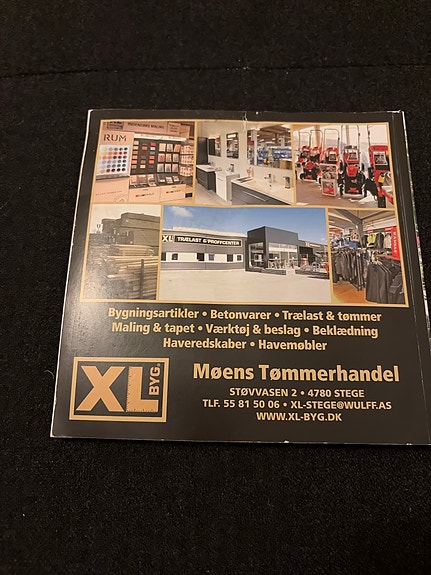 RUM
XL TRÆLAST & PROFFCENTER
Bygningsartikler • Betonvarer • Trælast & tømmer
Maling & tapet • Værktøj & beslag • Beklædning
Haveredskaber • Havemøbler
XL BYG.
Møens Tømmerhandel
STØVVASEN 2 • 4780 STEGE
TLF. 55 81 50 06 • XL-STEGE@WULFF.AS
WWW.XL-BYG.DK